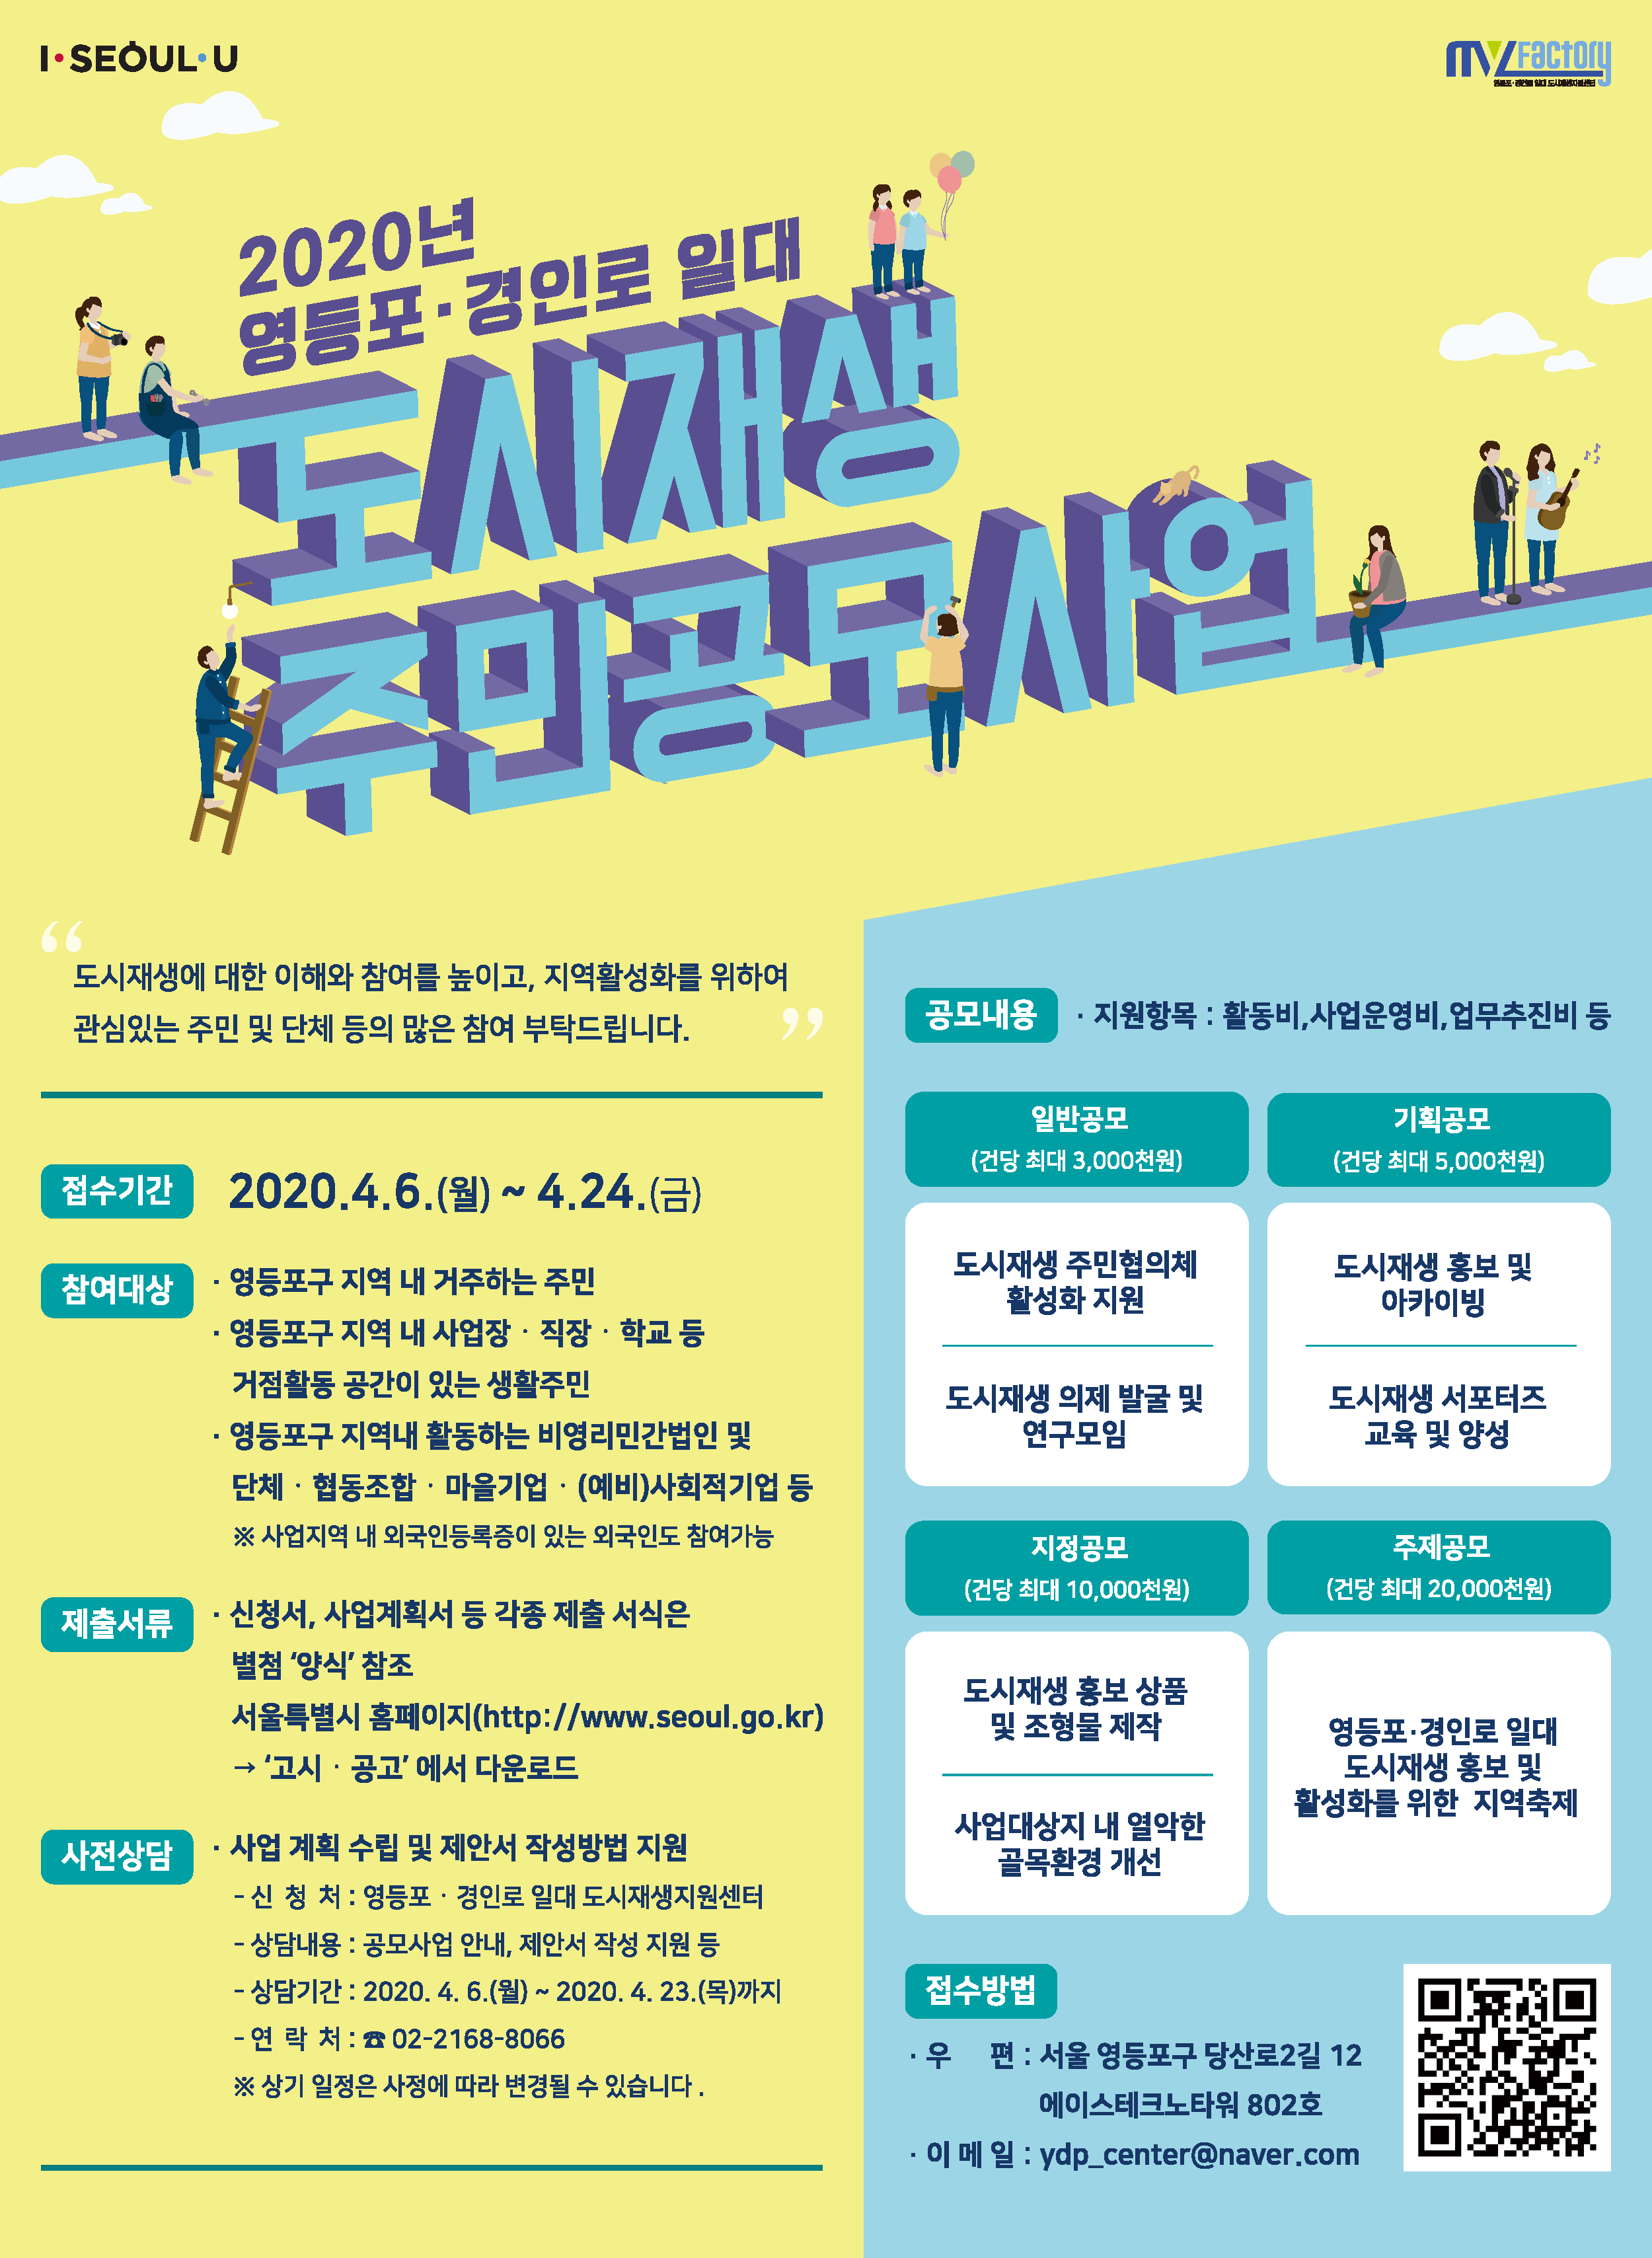 I·SEOUL·U
MY Factory
2020년
영등포·경인로 일대
도시재생
주민공모사업
“
도시재생에 대한 이해와 참여를 높이고, 지역활성화를 위하여
관심있는 주민 및 단체 등의 많은 참여 부탁드립니다.
”
접수기간 2020.4.6.(월) ~ 4.24.(금)
참여대상 · 영등포구 지역 내 거주하는 주민
· 영등포구 지역 내 사업장 · 직장 · 학교 등
거점활동 공간이 있는 생활주민
· 영등포구 지역내 활동하는 비영리민간법인 및
단체 · 협동조합 · 마을기업 · (예비)사회적기업 등
※ 사업지역 내 외국인등록증이 있는 외국인도 참여가능
제출서류 · 신청서, 사업계획서 등 각종 제출 서식은
별첨 ‘양식’ 참조
서울특별시 홈페이지(http://www.seoul.go.kr)
→ ‘고시 · 공고’ 에서 다운로드
사전상담 · 사업 계획 수립 및 제안서 작성방법 지원
- 신 청 처 : 영등포 · 경인로 일대 도시재생지원센터
- 상담내용 : 공모사업 안내, 제안서 작성 지원 등
- 상담기간 : 2020. 4. 6.(월) ~ 2020. 4. 23.(목)까지
- 연 락 처 : ☎ 02-2168-8066
※ 상기 일정은 사정에 따라 변경될 수 있습니다 .
공모내용 · 지원항목 : 활동비,사업운영비,업무추진비 등
일반공모
(건당 최대 3,000천원)
도시재생 주민협의체
활성화 지원
도시재생 의제 발굴 및
연구모임
기획공모
(건당 최대 5,000천원)
도시재생 홍보 및
아카이빙
도시재생 서포터즈
교육 및 양성
지정공모
(건당 최대 10,000천원)
도시재생 홍보 상품
및 조형물 제작
사업대상지 내 열악한
골목환경 개선
주제공모
(건당 최대 20,000천원)
영등포·경인로 일대
도시재생 홍보 및
활성화를 위한 지역축제
접수방법
· 우 편 : 서울 영등포구 당산로2길 12
에이스테크노타워 802호
· 이 메 일 : ydp_center@naver.com